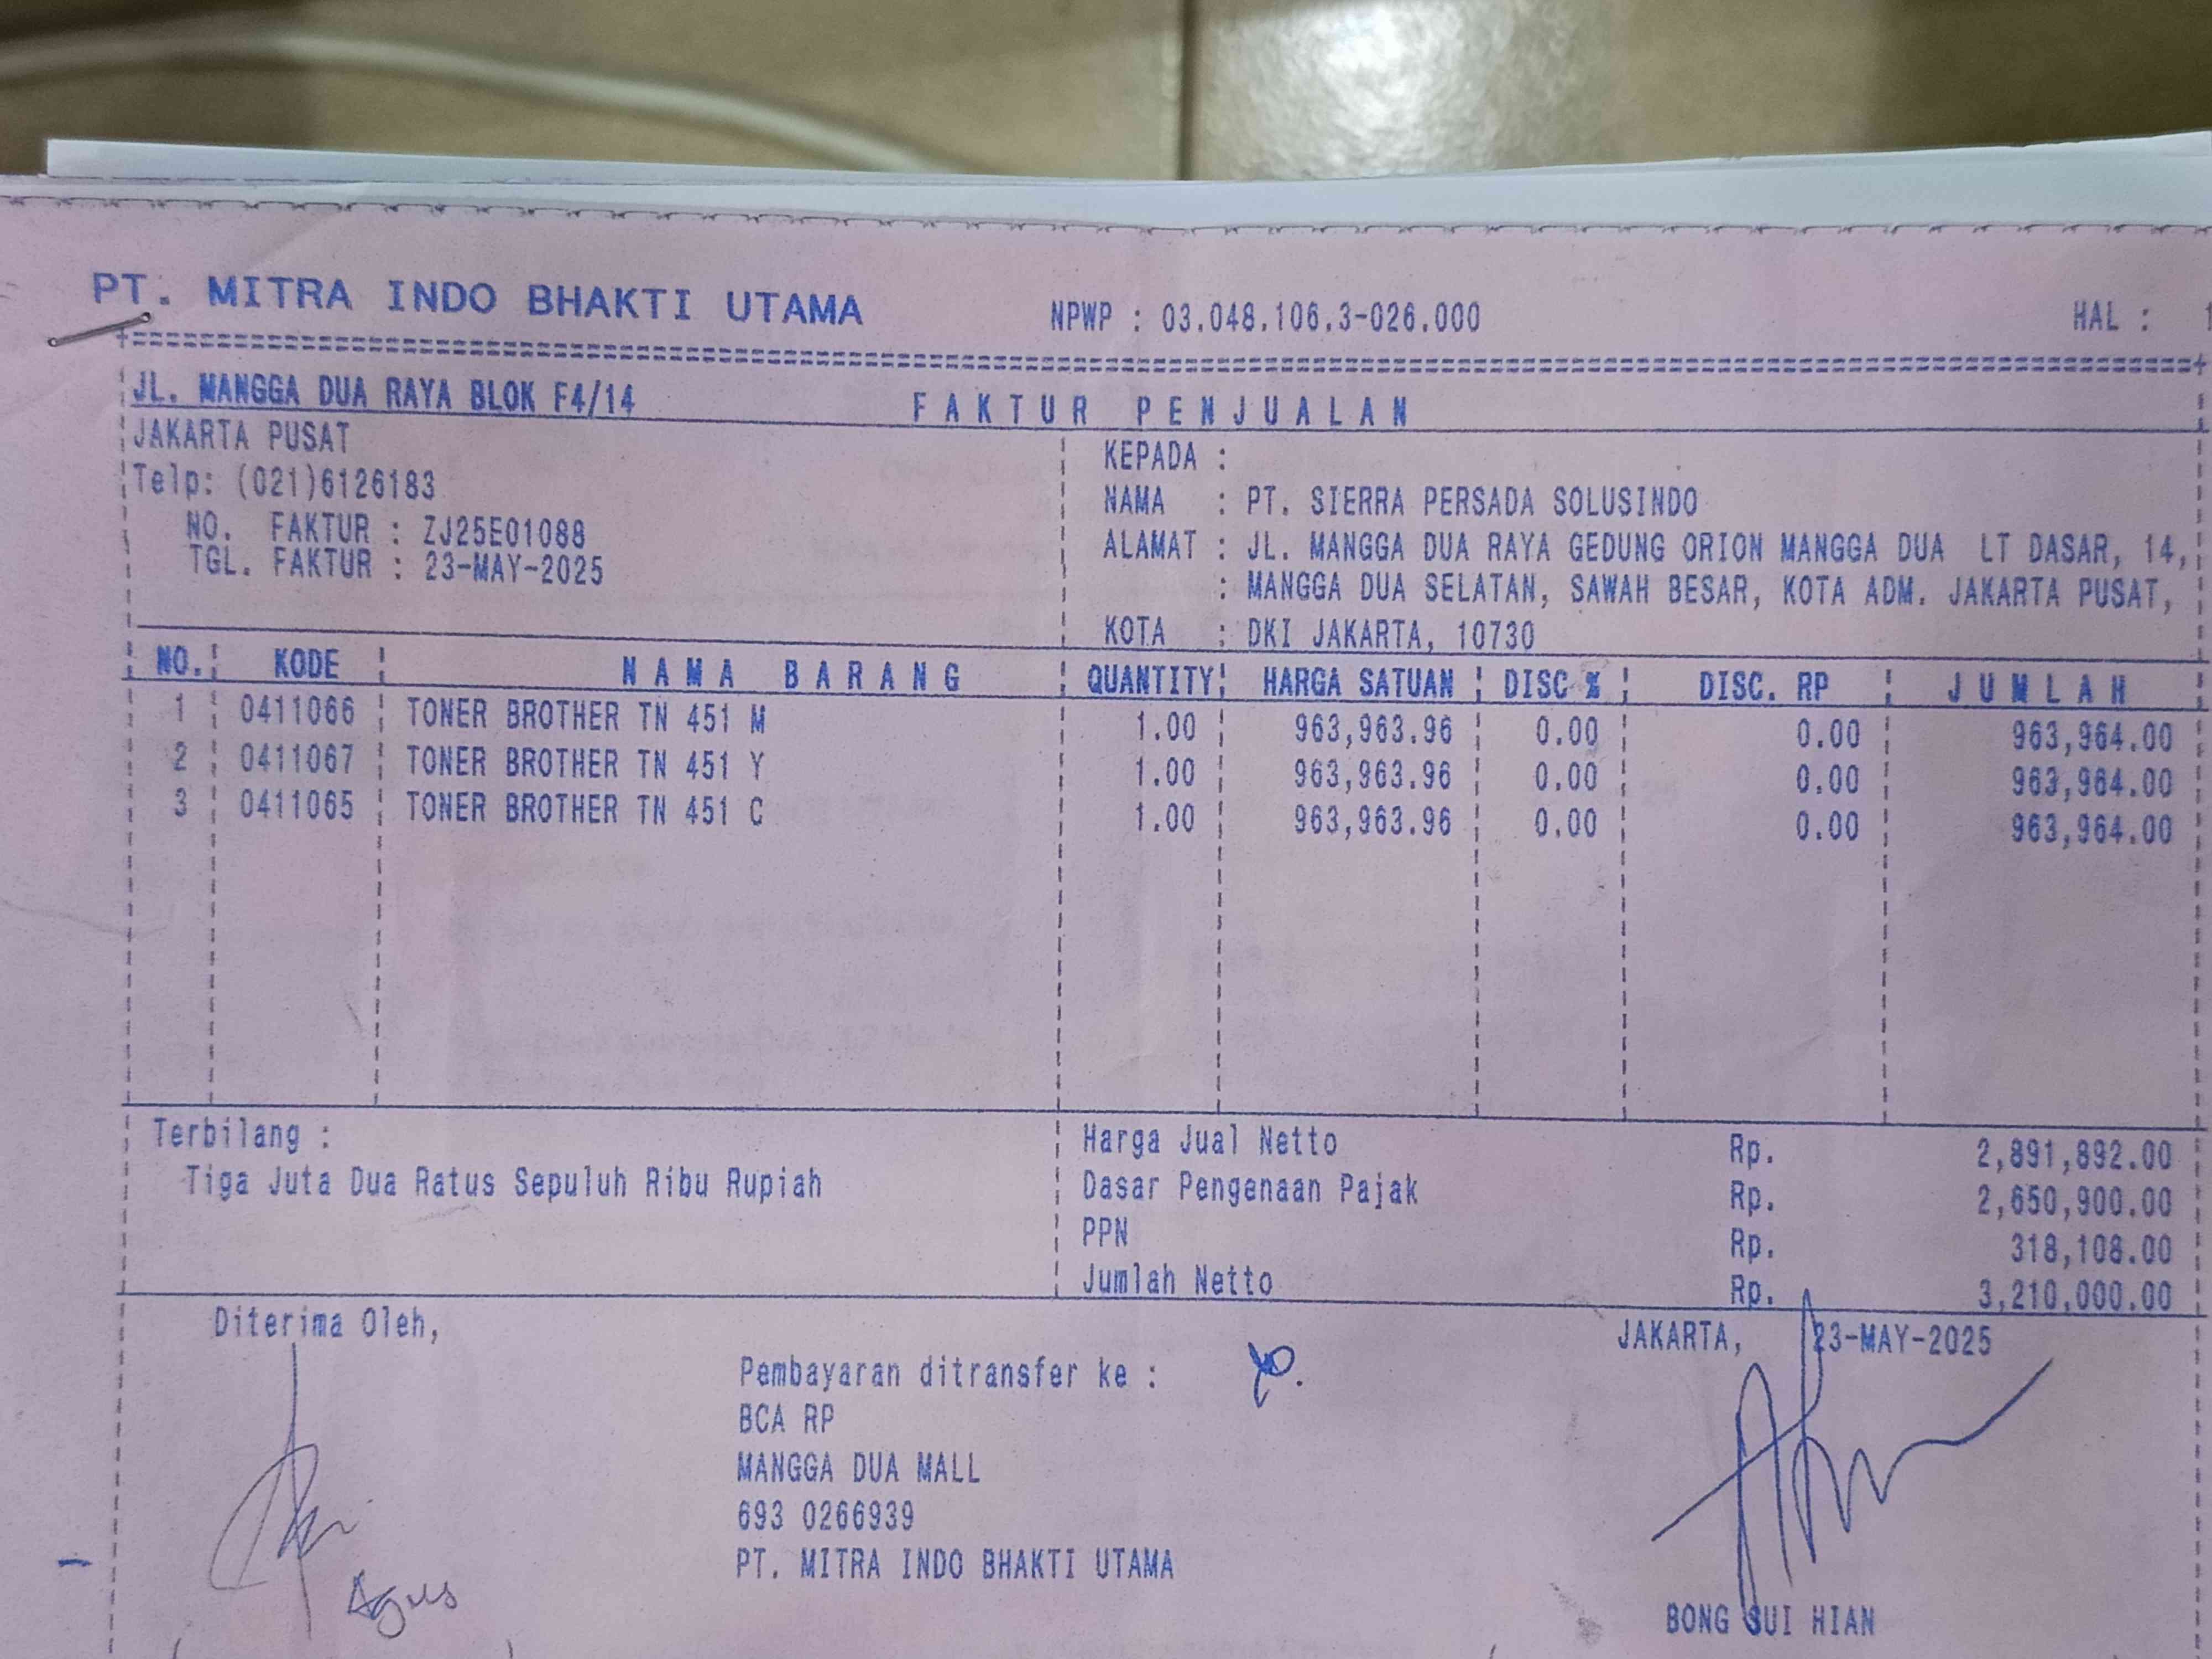 PT. MITRA INDO BHAKTI UTAMA NPWP : 03.048.106.3-026.000 HAL : 1
JL. MANGGA DUA RAYA BLOK F4/14 FAKTUR PENJUALAN
JAKARTA PUSAT
Telp: (021)6126183
NO. FAKTUR : ZJ25E01088
TGL. FAKTUR : 23-MAY-2025
KEPADA :
NAMA : PT. SIERRA PERSADA SOLUSINDO
ALAMAT : JL. MANGGA DUA RAYA GEDUNG ORION MANGGA DUA LT DASAR, 14,
: MANGGA DUA SELATAN, SAWAH BESAR, KOTA ADM. JAKARTA PUSAT,
KOTA : DKI JAKARTA, 10730
NO. KODE NAMA BARANG QUANTITY HARGA SATUAN DISC % DISC. RP JUMLAH
1 0411066 TONER BROTHER TN 451 M 1.00 963,963.96 0.00 0.00 963,964.00
2 0411067 TONER BROTHER TN 451 Y 1.00 963,963.96 0.00 0.00 963,964.00
3 0411065 TONER BROTHER TN 451 C 1.00 963,963.96 0.00 0.00 963,964.00
Terbilang :
Tiga Juta Dua Ratus Sepuluh Ribu Rupiah
Harga Jual Netto Rp. 2,891,892.00
Dasar Pengenaan Pajak Rp. 2,650,900.00
PPN Rp. 318,108.00
Jumlah Netto Rp. 3,210,000.00
Diterima Oleh,
Agus
Pembayaran ditransfer ke :
BCA RP
MANGGA DUA MALL
693 0266939
PT. MITRA INDO BHAKTI UTAMA
JAKARTA, 23-MAY-2025
BONG SUI HIAN